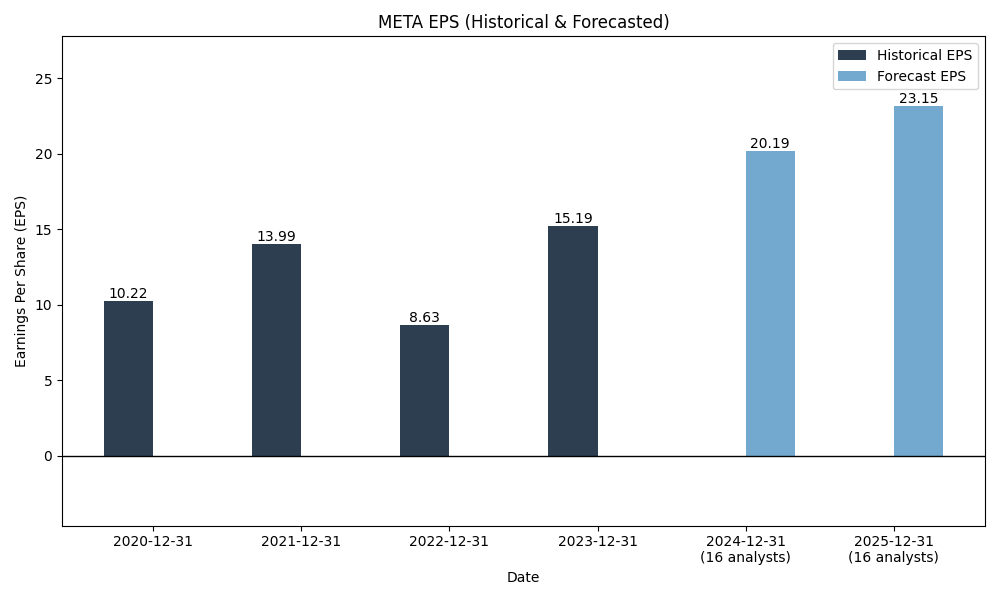 META EPS (Historical & Forecasted)
Historical EPS
Forecast EPS
25
20
15
10
5
0
Earnings Per Share (EPS)
10.22
13.99
8.63
15.19
20.19
23.15
2020-12-31
2021-12-31
2022-12-31
2023-12-31
2024-12-31
(16 analysts)
2025-12-31
(16 analysts)
Date